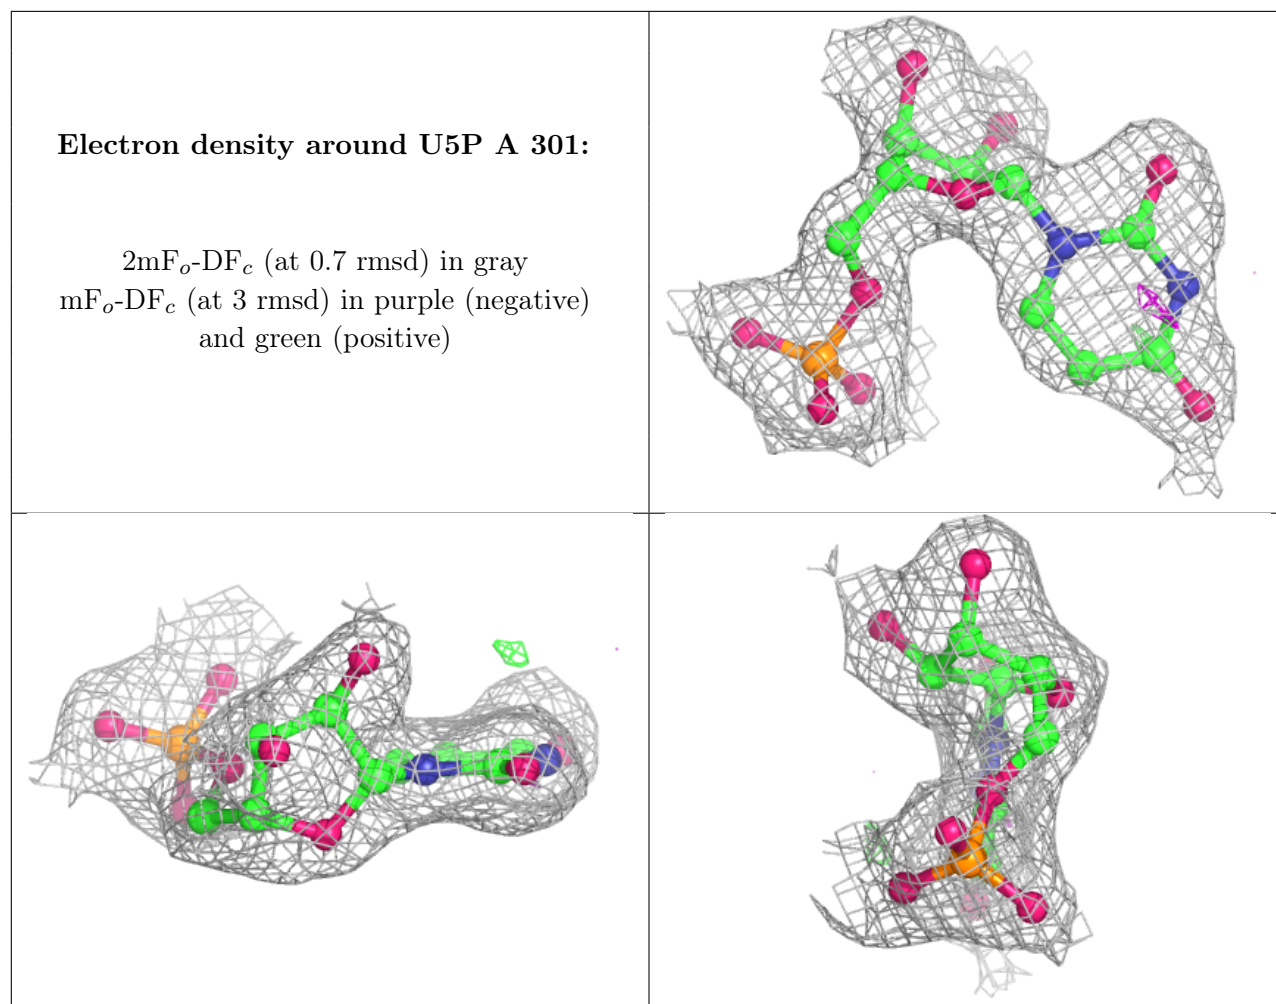 Electron density around U5P A 301:
2mFo-DFc (at 0.7 rmsd) in gray
mFo-DFc (at 3 rmsd) in purple (negative)
and green (positive)